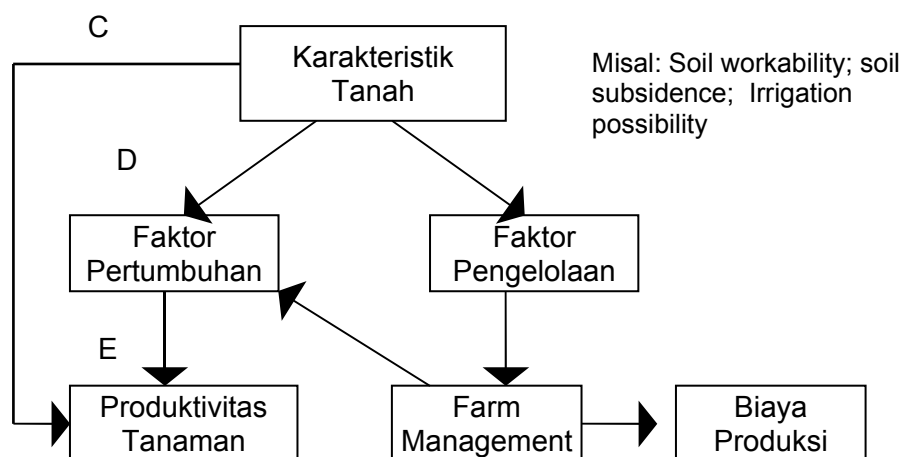 C
Karakteristik
Tanah
Misal: Soil workability; soil
subsidence; Irrigation
possibility
D
Faktor
Pertumbuhan
Faktor
Pengelolaan
E
Produktivitas
Tanaman
Farm
Management
Biaya
Produksi